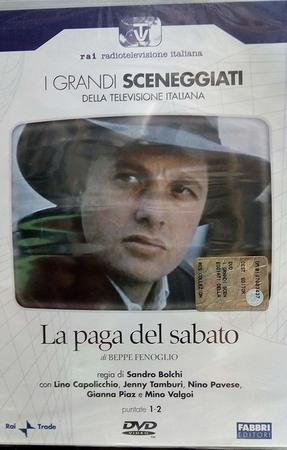 TV
rai radiotelevisione italiana
I GRANDI SCENEGGIATI
DELLA TELEVISIONE ITALIANA
La paga del sabato
di BEPPE FENOGLIO
regia di Sandro Bolchi
con Lino Capolicchio, Jenny Tamburi, Nino Pavese,
Gianna Piaz e Mino Valgoi
puntate 1-2
Rai Trade
DVD
VIDEO
FABBRI
EDITORI